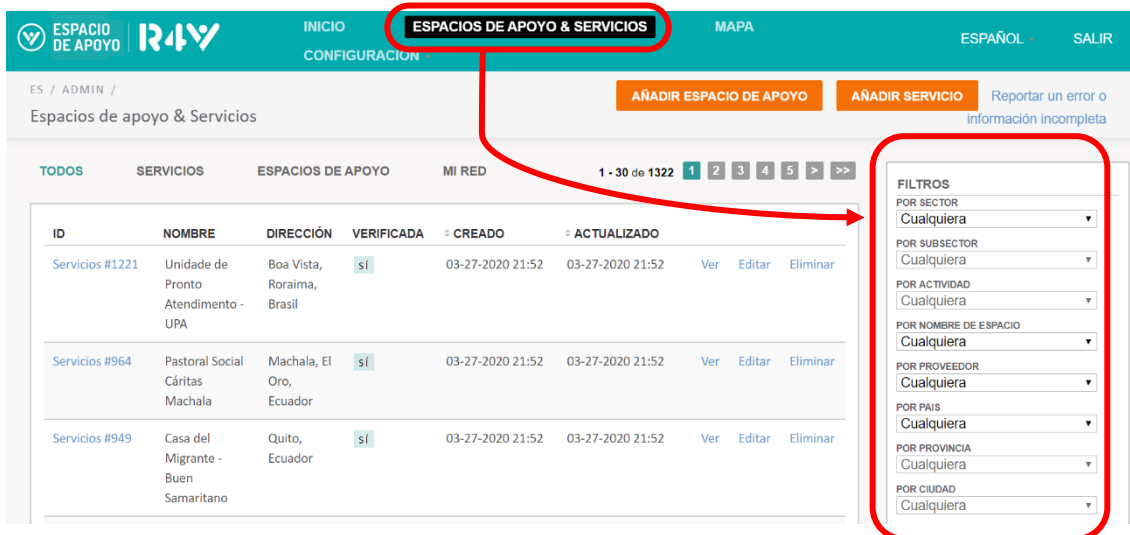 ESPACIO
DE APOYO
R4V
INICIO
ESPACIOS DE APOYO & SERVICIOS
MAPA
CONFIGURACIÓN
ESPAÑOL
SALIR
ES / ADMIN /
Espacios de apoyo & Servicios
AÑADIR ESPACIO DE APOYO
AÑADIR SERVICIO
Reportar un error o
información incompleta
TODOS
SERVICIOS
ESPACIOS DE APOYO
MI RED
1 - 30 de 1322 1 2 3 4 5 > >>
ID NOMBRE DIRECCIÓN VERIFICADA CREADO ACTUALIZADO
Servicios #1221 Unidade de Boa Vista, sí 03-27-2020 21:52 03-27-2020 21:52 Ver Editar Eliminar
Pronto Roraima,
Atendimento - Brasil
UPA
Servicios #964 Pastoral Social Machala, El sí 03-27-2020 21:52 03-27-2020 21:52 Ver Editar Eliminar
Cáritas Oro,
Machala Ecuador
Servicios #949 Casa del Quito, sí 03-27-2020 21:52 03-27-2020 21:52 Ver Editar Eliminar
Migrante - Ecuador
Buen
Samaritano
FILTROS
POR SECTOR
Cualquiera
POR SUBSECTOR
Cualquiera
POR ACTIVIDAD
Cualquiera
POR NOMBRE DE ESPACIO
Cualquiera
POR PROVEEDOR
Cualquiera
POR PAIS
Cualquiera
POR PROVINCIA
Cualquiera
POR CIUDAD
Cualquiera